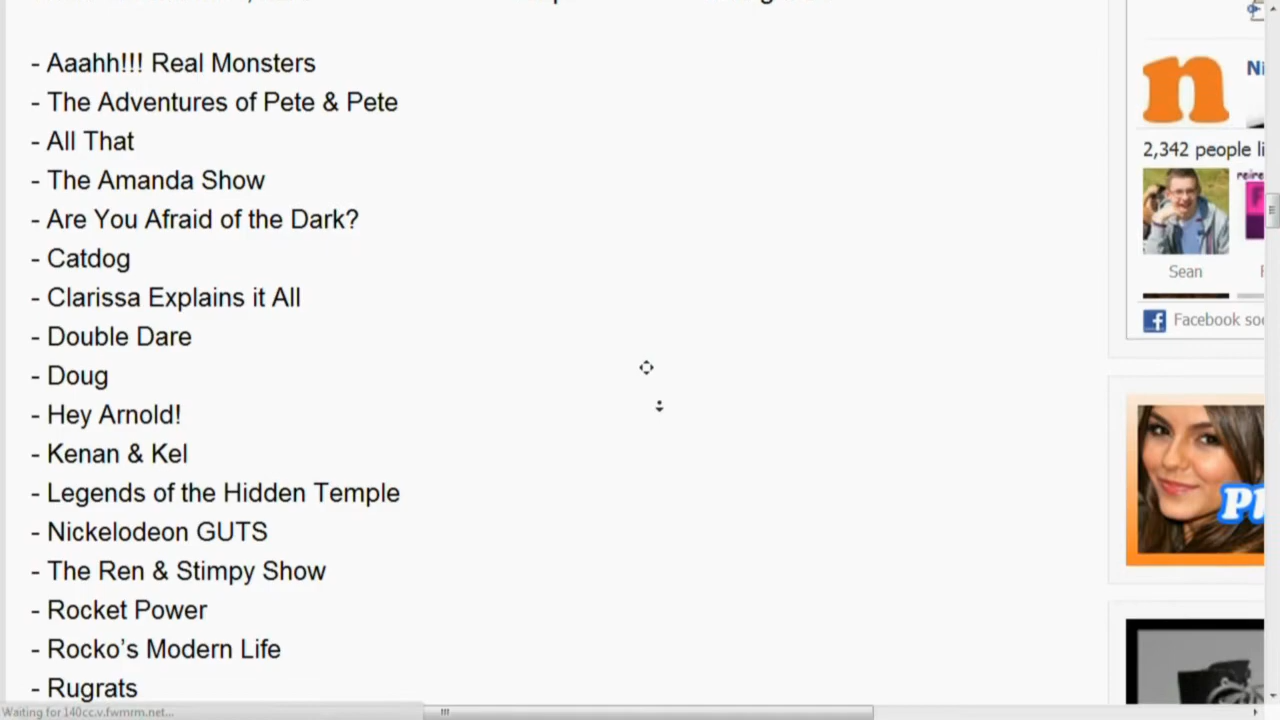 - Aaahh!!! Real Monsters
- The Adventures of Pete & Pete
- All That
- The Amanda Show
- Are You Afraid of the Dark?
- Catdog
- Clarissa Explains it All
- Double Dare
- Doug
- Hey Arnold!
- Kenan & Kel
- Legends of the Hidden Temple
- Nickelodeon GUTS
- The Ren & Stimpy Show
- Rocket Power
- Rocko’s Modern Life
- Rugrats
n
Ni
2,342 people li
Sean
Facebook soc
Pl
Waiting for 140cc.v.fwmrm.net...